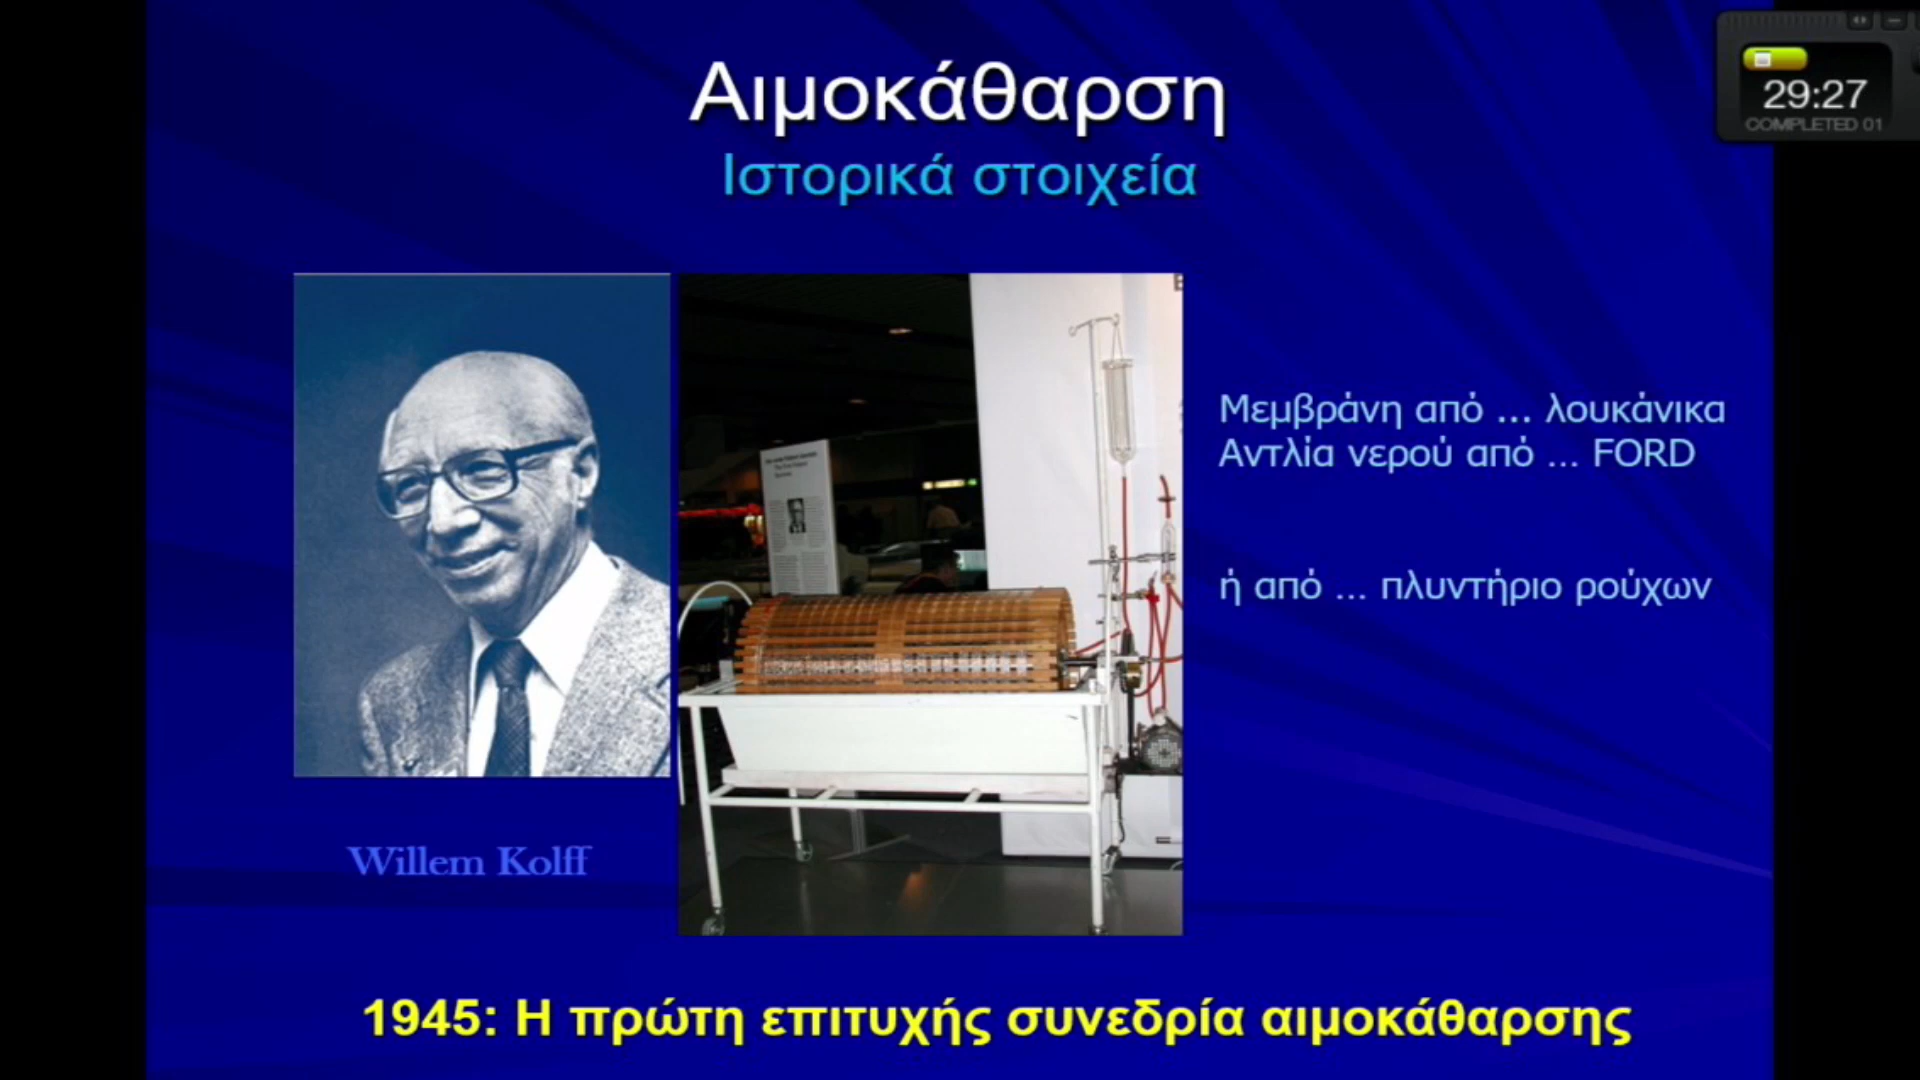 Αιμοκάθαρση
Ιστορικά στοιχεία
29:27
COMPLETED 01
Μεμβράνη από ... λουκάνικα
Αντλία νερού από ... FORD
ή από ... πλυντήριο ρούχων
Willem Kolff
1945: Η πρώτη επιτυχής συνεδρία αιμοκάθαρσης